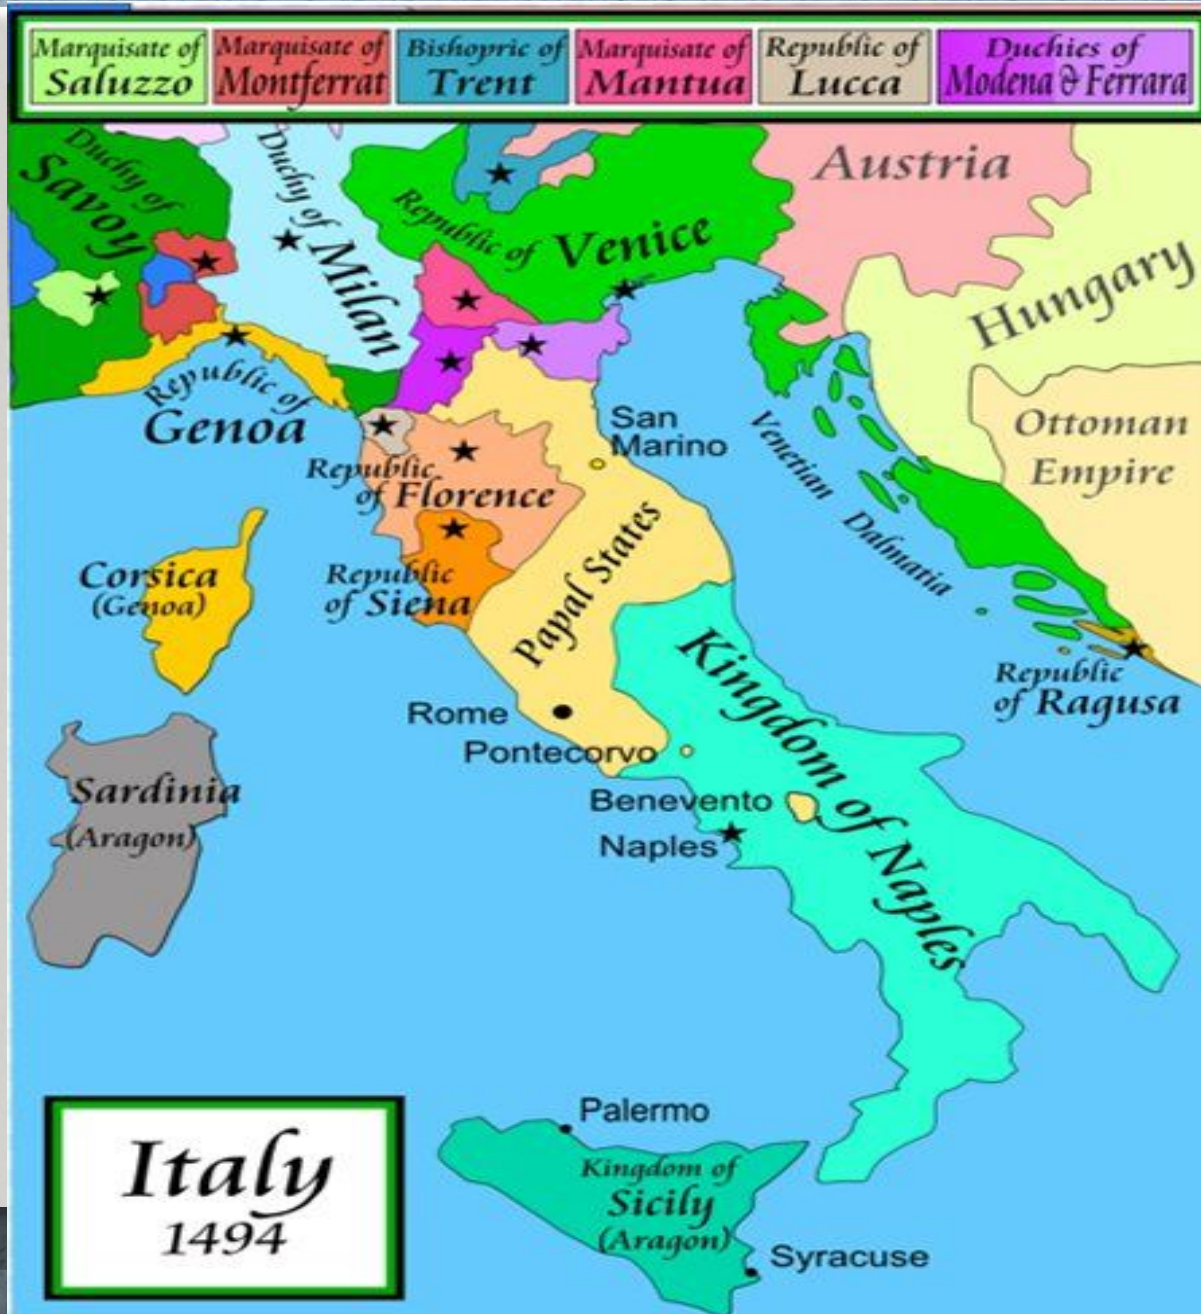 Marquisate of
Saluzzo
Marquisate of
Montferrat
Bishopric of
Trent
Marquisate of
Mantua
Republic of
Lucca
Duchies of
Modena & Ferrara
Duchy of
Savoy
Duchy of
Milan
Republic of Venice
Austria
Hungary
Republic of
Genoa
San
Marino
Venetian Dalmatia
Ottoman
Empire
Republic
of Florence
Corsica
(Genoa)
Republic
of Siena
Papal States
Kingdom of Naples
Republic
of Ragusa
Rome
Pontecorvo
Sardinia
(Aragon)
Benevento
Naples
Italy
1494
Palermo
Kingdom of
Sicily
(Aragon)
Syracuse